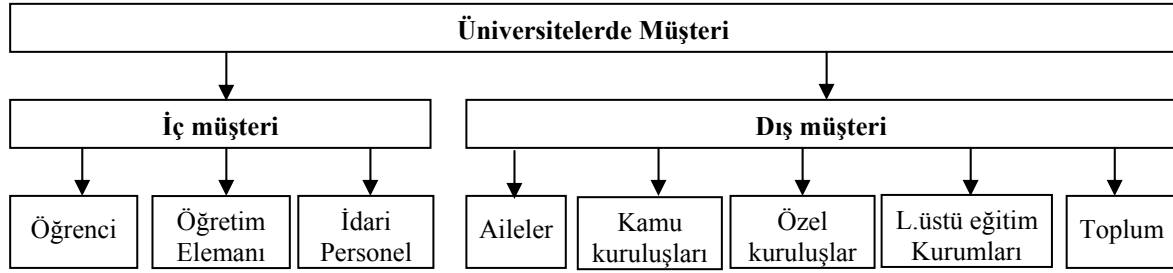 Üniversitelerde Müşteri
İç müşteri
Dış müşteri
Öğrenci
Öğretim
Elemanı
İdari
Personel
Aileler
Kamu
kuruluşları
Özel
kuruluşlar
L.üstü eğitim
Kurumları
Toplum